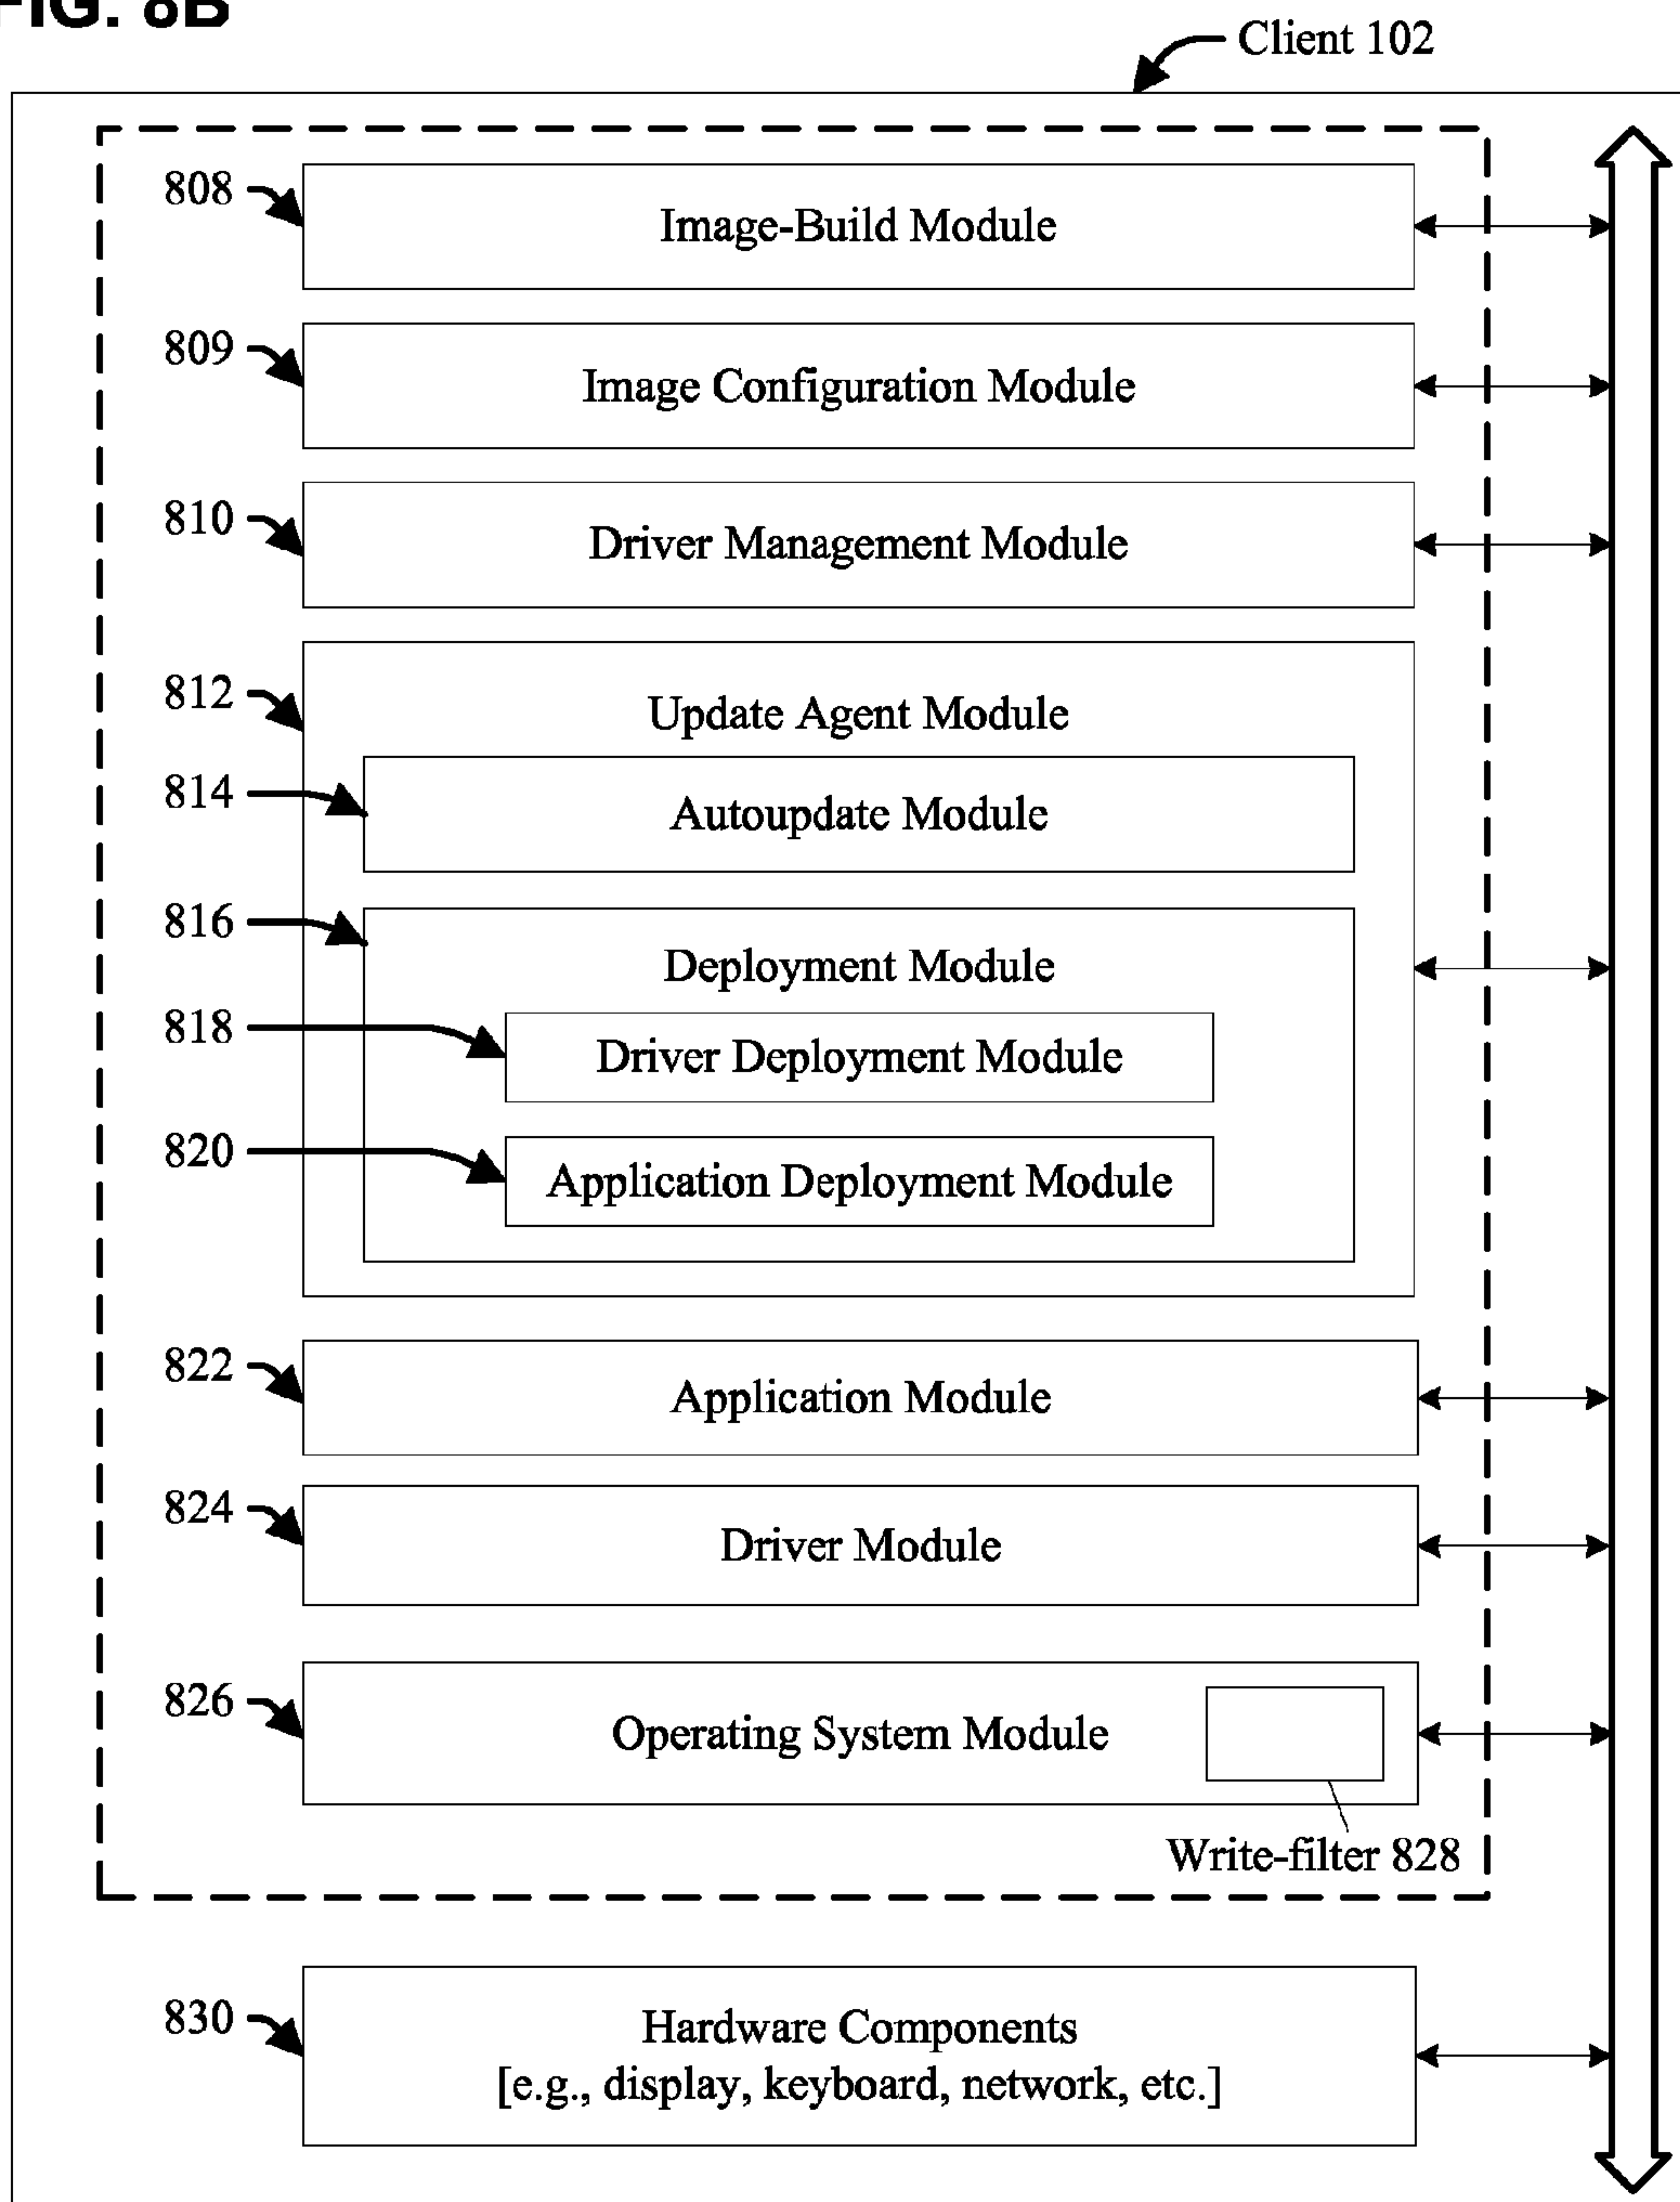 FIG. 8B
Client 102
808
Image-Build Module
809
Image Configuration Module
810
Driver Management Module
812
Update Agent Module
814
Autoupdate Module
816
Deployment Module
818
Driver Deployment Module
820
Application Deployment Module
822
Application Module
824
Driver Module
826
Operating System Module
Write-filter 828
830
Hardware Components
[e.g., display, keyboard, network, etc.]